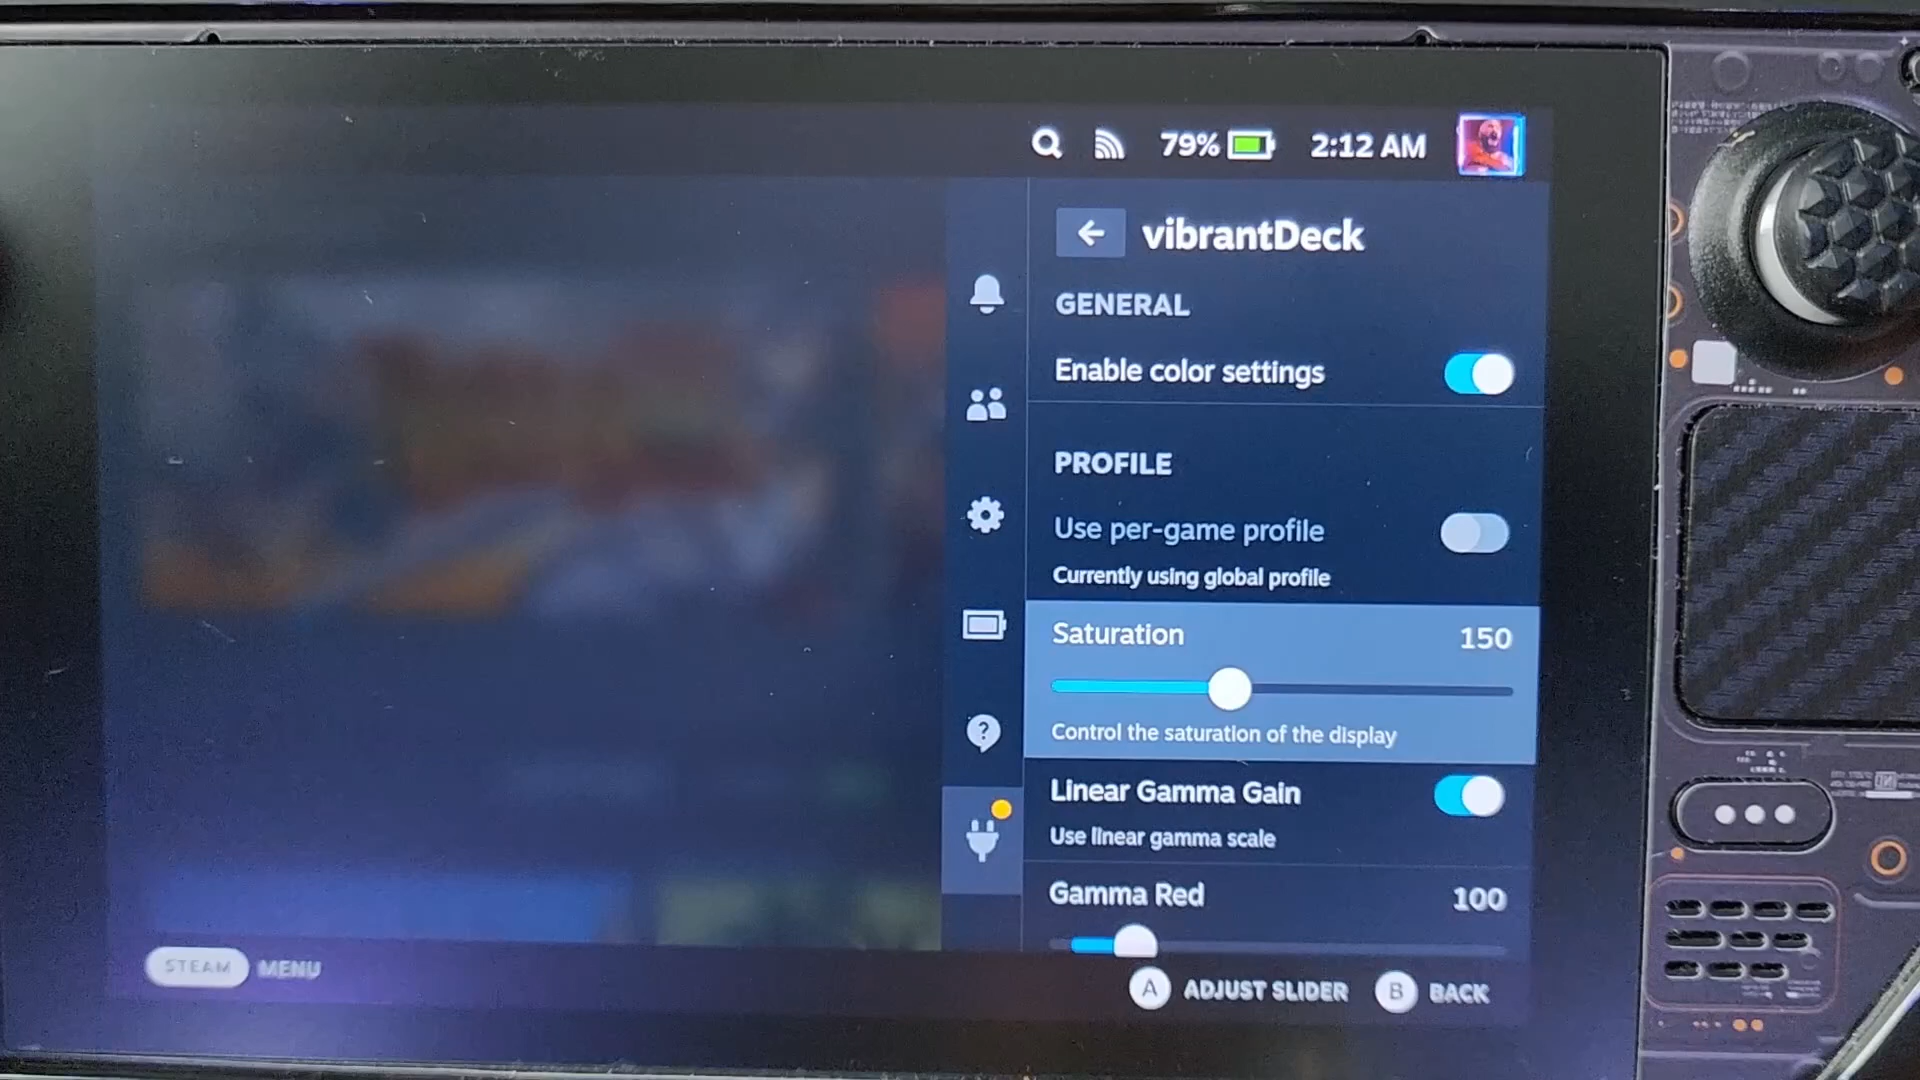 79% 2:12 AM
vibrantDeck
GENERAL
Enable color settings
PROFILE
Use per-game profile
Currently using global profile
Saturation 150
Control the saturation of the display
Linear Gamma Gain
Use linear gamma scale
Gamma Red 100
STEAM MENU
A ADJUST SLIDER B BACK